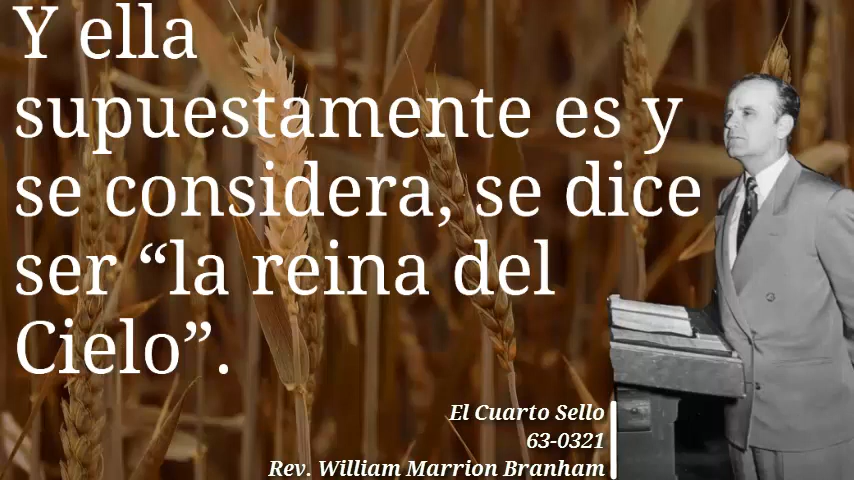 Y ella
supuestamente es y
se considera, se dice
ser “la reina del
Cielo”.
El Cuarto Sello
63-0321
Rev. William Marrion Branham